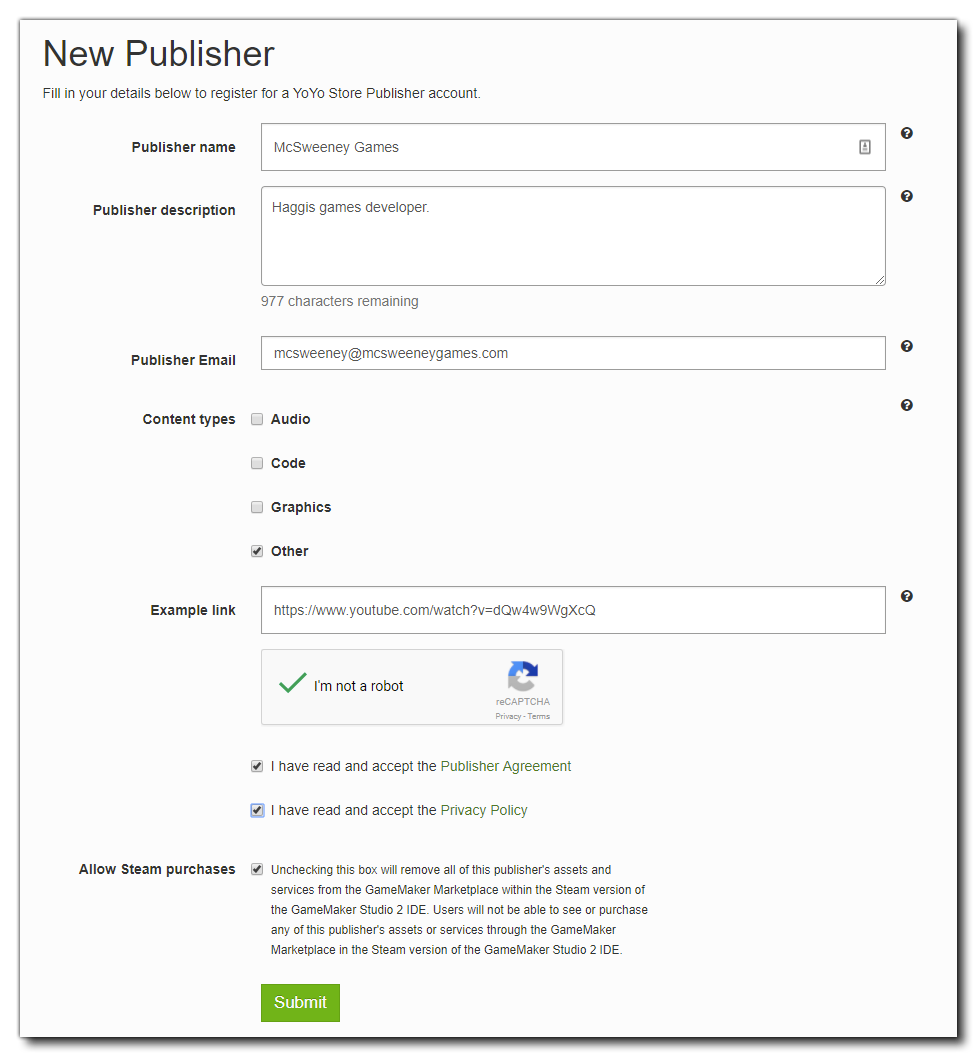 New Publisher
Fill in your details below to register for a YoYo Store Publisher account.
Publisher name
McSweeney Games
Publisher description
Haggis games developer.
977 characters remaining
Publisher Email
mcsweeney@mcsweeneygames.com
Content types
Audio
Code
Graphics
Other
Example link
https://www.youtube.com/watch?v=dQw4w9WgXcQ
I'm not a robot
reCAPTCHA
Privacy - Terms
I have read and accept the Publisher Agreement
I have read and accept the Privacy Policy
Allow Steam purchases
Unchecking this box will remove all of this publisher's assets and
services from the GameMaker Marketplace within the Steam version of
the GameMaker Studio 2 IDE. Users will not be able to see or purchase
any of this publisher's assets or services through the GameMaker
Marketplace in the Steam version of the GameMaker Studio 2 IDE.
Submit